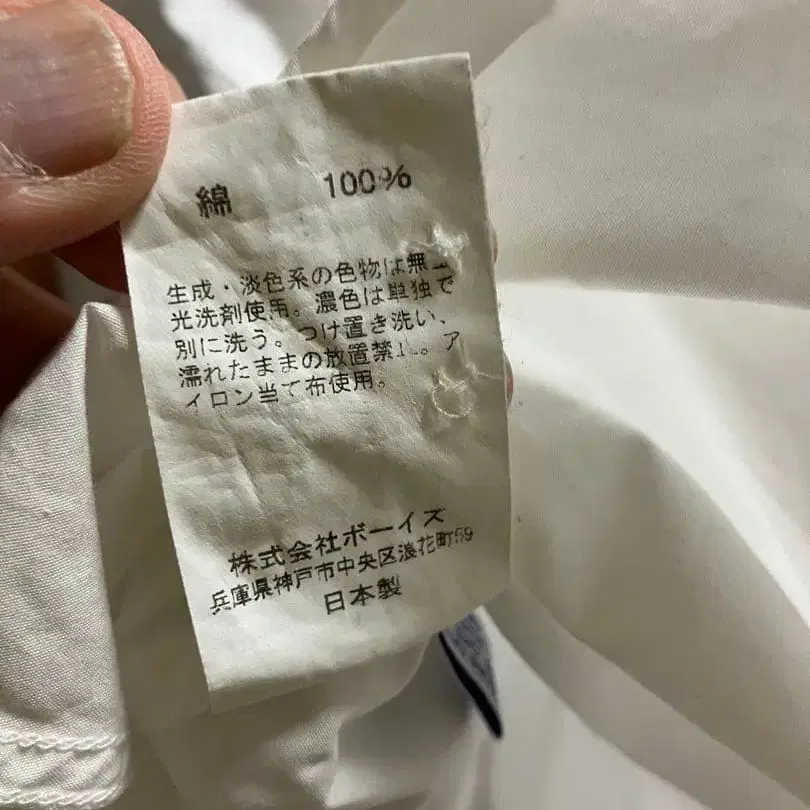 綿 100%
生成・淡色系の色物は無
光洗剤使用。濃色は単独で
別に洗う。つけ置き洗い、
濡れたままの放置禁止。ア
イロン当て布使用。
株式会社ボーイズ
兵庫県神戸市中央区浪花町59
日本製